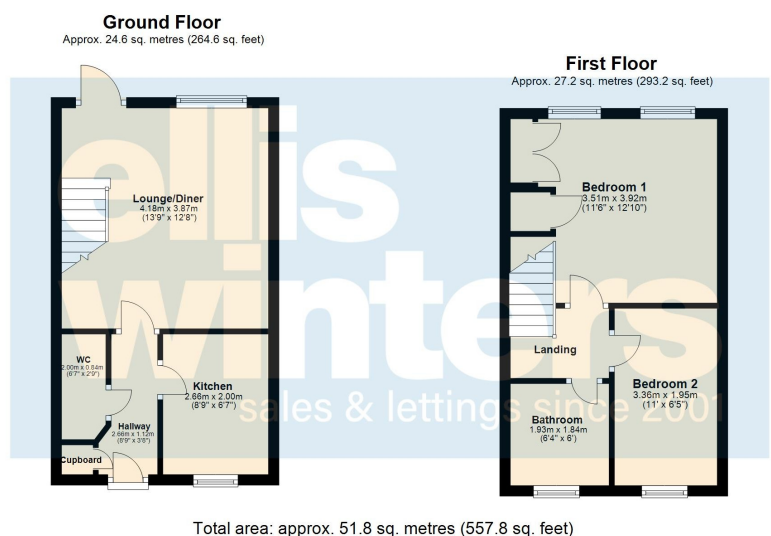 Ground Floor
Approx. 24.6 sq. metres (264.6 sq. feet)
Lounge/Diner
4.18m x 3.87m
(13'9" x 12'8")
WC
2.00m x 0.84m
(6'7" x 2'9")
Kitchen
2.66m x 2.00m
(8'9" x 6'7")
Hallway
2.66m x 1.12m
(8'9" x 3'8")
Cupboard
First Floor
Approx. 27.2 sq. metres (293.2 sq. feet)
Bedroom 1
3.51m x 3.92m
(11'6" x 12'10")
Landing
Bedroom 2
3.36m x 1.95m
(11' x 6'5")
Bathroom
1.93m x 1.84m
(6'4" x 6')
ellis
winters
sales & lettings since 2001
Total area: approx. 51.8 sq. metres (557.8 sq. feet)